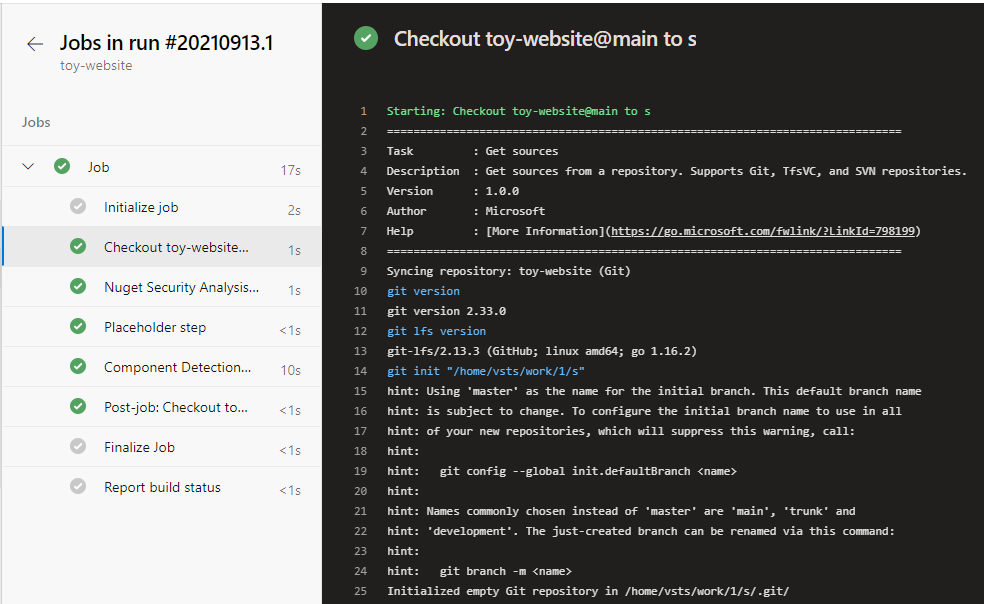 Jobs in run #20210913.1
toy-website
Jobs
Job 17s
Initialize job 2s
Checkout toy-website... 1s
Nuget Security Analysis... 1s
Placeholder step <1s
Component Detection... 10s
Post-job: Checkout to... <1s
Finalize Job <1s
Report build status <1s
Checkout toy-website@main to s
1 Starting: Checkout toy-website@main to s
2 ==============================================================================
3 Task         : Get sources
4 Description  : Get sources from a repository. Supports Git, TfsVC, and SVN repositories.
5 Version      : 1.0.0
6 Author       : Microsoft
7 Help         : [More Information](https://go.microsoft.com/fwlink/?LinkId=798199)
8 ==============================================================================
9 Syncing repository: toy-website (Git)
10 git version
11 git version 2.33.0
12 git lfs version
13 git-lfs/2.13.3 (GitHub; linux amd64; go 1.16.2)
14 git init "/home/vsts/work/1/s"
15 hint: Using 'master' as the name for the initial branch. This default branch name
16 hint: is subject to change. To configure the initial branch name to use in all
17 hint: of your new repositories, which will suppress this warning, call:
18 hint:
19 hint:   git config --global init.defaultBranch <name>
20 hint:
21 hint: Names commonly chosen instead of 'master' are 'main', 'trunk' and
22 hint: 'development'. The just-created branch can be renamed via this command:
23 hint:
24 hint:   git branch -m <name>
25 Initialized empty Git repository in /home/vsts/work/1/s/.git/